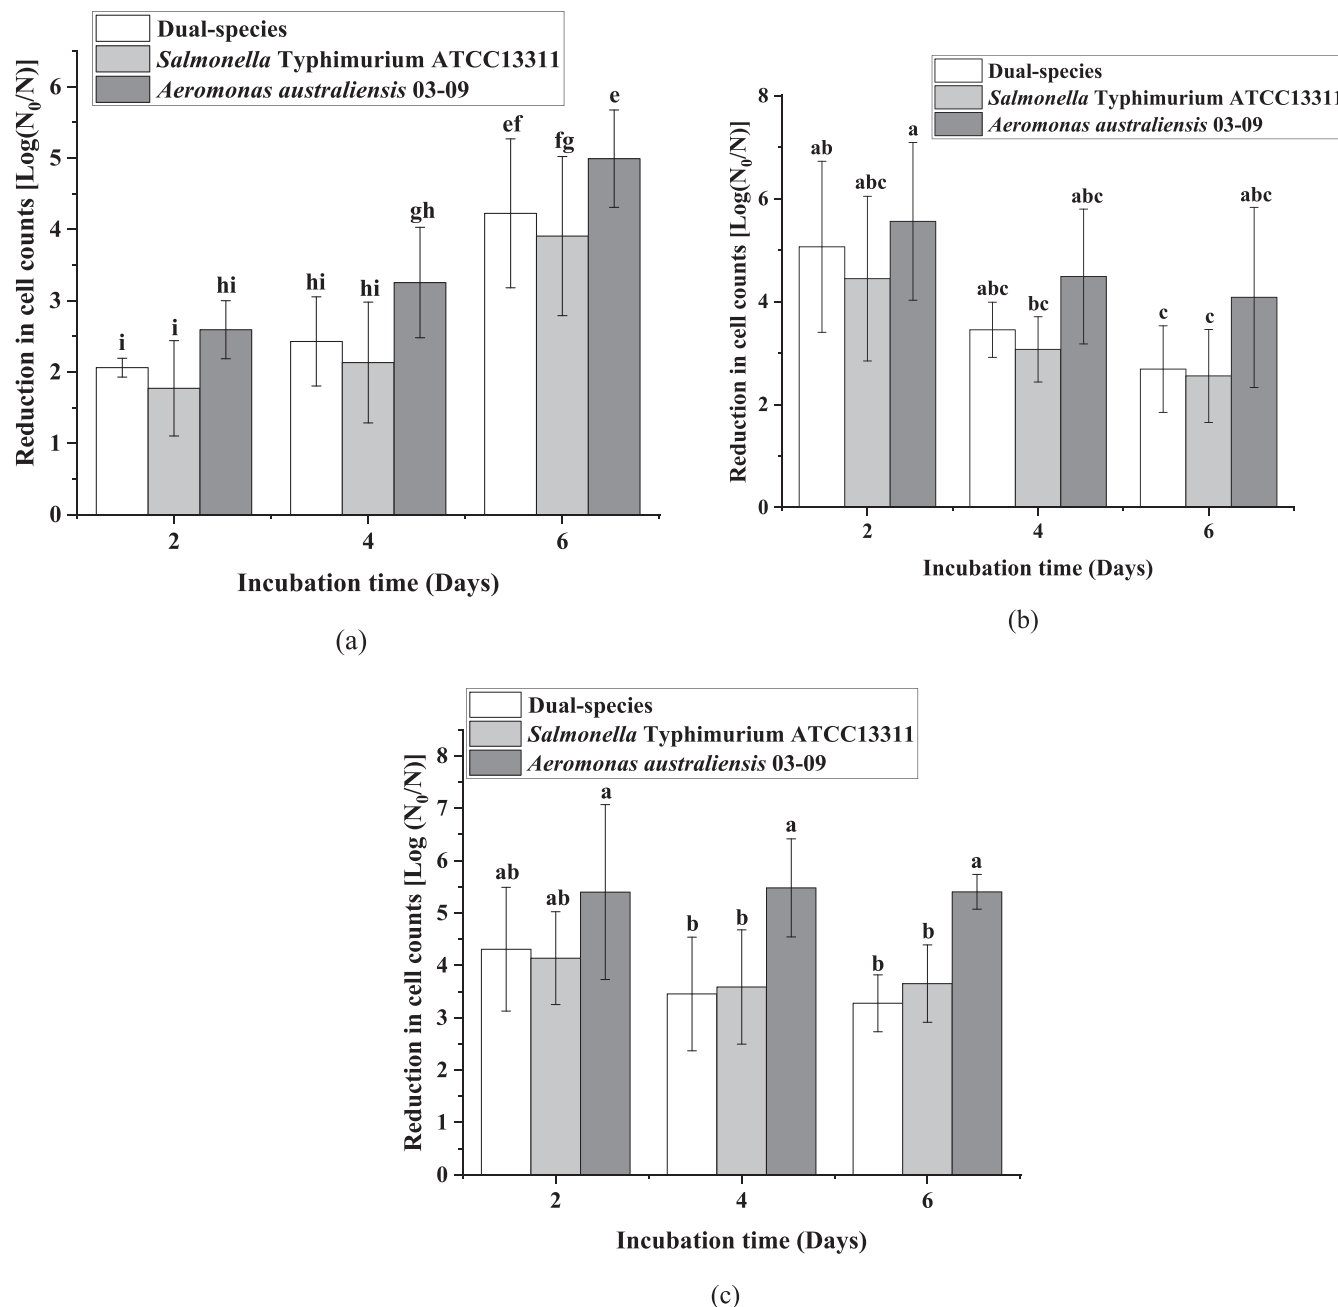 Dual-species
Salmonella Typhimurium ATCC13311
Aeromonas australiensis 03-09
Reduction in cell counts [Log(N0/N)]
6
5
4
3
2
1
0
i
i
hi
hi
hi
gh
ef
fg
e
2
4
6
Incubation time (Days)
(a)
Dual-species
Salmonella Typhimurium ATCC13311
Aeromonas australiensis 03-09
Reduction in cell counts [Log(N0/N)]
8
6
4
2
0
ab
abc
a
abc
bc
abc
c
c
abc
2
4
6
Incubation time (Days)
(b)
Dual-species
Salmonella Typhimurium ATCC13311
Aeromonas australiensis 03-09
Reduction in cell counts [Log (N0/N)]
8
7
6
5
4
3
2
1
0
ab
ab
a
b
b
a
b
b
a
2
4
6
Incubation time (Days)
(c)